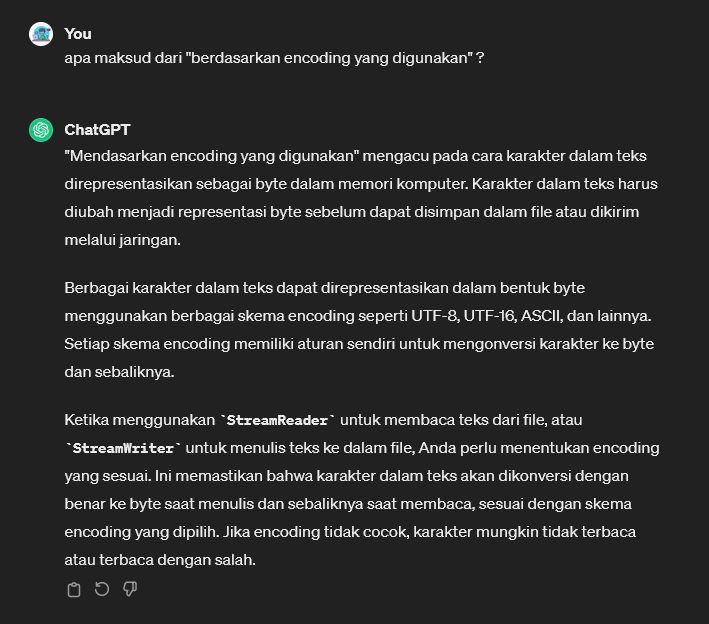 You
apa maksud dari "berdasarkan encoding yang digunakan" ?
ChatGPT
"Mendasarkan encoding yang digunakan" mengacu pada cara karakter dalam teks
direpresentasikan sebagai byte dalam memori komputer. Karakter dalam teks harus
diubah menjadi representasi byte sebelum dapat disimpan dalam file atau dikirim
melalui jaringan.
Berbagai karakter dalam teks dapat direpresentasikan dalam bentuk byte
menggunakan berbagai skema encoding seperti UTF-8, UTF-16, ASCII, dan lainnya.
Setiap skema encoding memiliki aturan sendiri untuk mengonversi karakter ke byte
dan sebaliknya.
Ketika menggunakan `StreamReader` untuk membaca teks dari file, atau
`StreamWriter` untuk menulis teks ke dalam file, Anda perlu menentukan encoding
yang sesuai. Ini memastikan bahwa karakter dalam teks akan dikonversi dengan
benar ke byte saat menulis dan sebaliknya saat membaca, sesuai dengan skema
encoding yang dipilih. Jika encoding tidak cocok, karakter mungkin tidak terbaca
atau terbaca dengan salah.